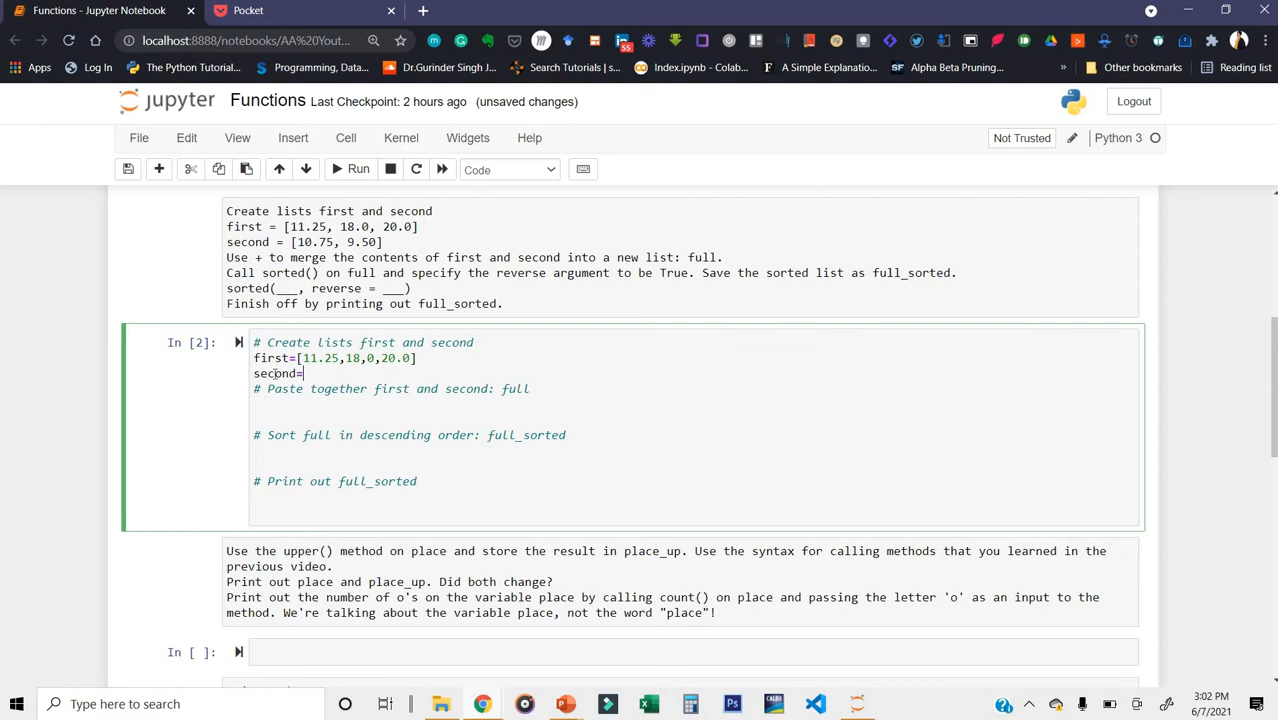 Functions - Jupyter Notebook
Pocket
localhost:8888/notebooks/AA%20Yout...
55
Apps
Log In
The Python Tutorial...
Programming, Data...
Dr.Gurinder Singh J...
Search Tutorials | s...
Index.ipynb - Colab...
A Simple Explanatio...
Alpha Beta Pruning...
»
Other bookmarks
Reading list
jupyter Functions Last Checkpoint: 2 hours ago (unsaved changes)
Logout
File Edit View Insert Cell Kernel Widgets Help
Not Trusted
Python 3
Run
Code
Create lists first and second
first = [11.25, 18.0, 20.0]
second = [10.75, 9.50]
Use + to merge the contents of first and second into a new list: full.
Call sorted() on full and specify the reverse argument to be True. Save the sorted list as full_sorted.
sorted(___, reverse = ___)
Finish off by printing out full_sorted.
In [2]:
# Create lists first and second
first=[11.25,18,0,20.0]
second=
# Paste together first and second: full
# Sort full in descending order: full_sorted
# Print out full_sorted
Use the upper() method on place and store the result in place_up. Use the syntax for calling methods that you learned in the
previous video.
Print out place and place_up. Did both change?
Print out the number of o's on the variable place by calling count() on place and passing the letter 'o' as an input to the
method. We're talking about the variable place, not the word "place"!
In [ ]:
Type here to search
3:02 PM
6/7/2021